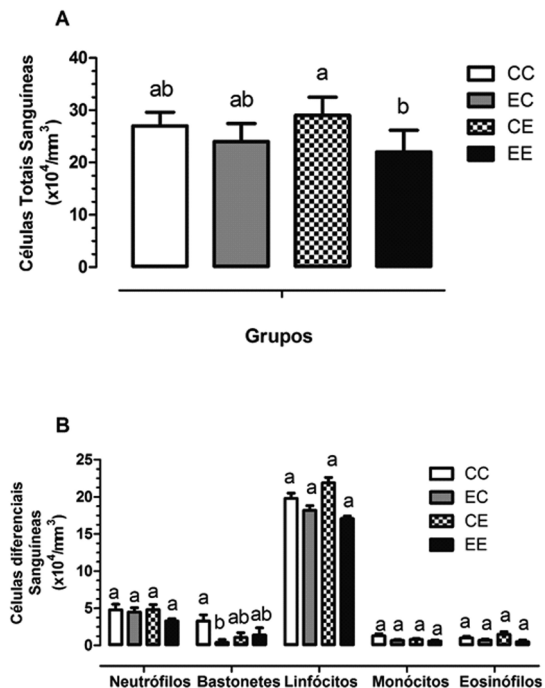 A
Células Totais Sanguíneas
(x10⁴/mm³)
40
30
20
10
0
ab
ab
a
b
CC
EC
CE
EE
Grupos
B
Células diferenciais
Sanguíneas
(x10⁴/mm³)
25
20
15
10
5
0
a a a a
a b ab ab
a a a a
a a a a
a a a a
CC
EC
CE
EE
Neutrófilos Bastonetes Linfócitos Monócitos Eosinófilos